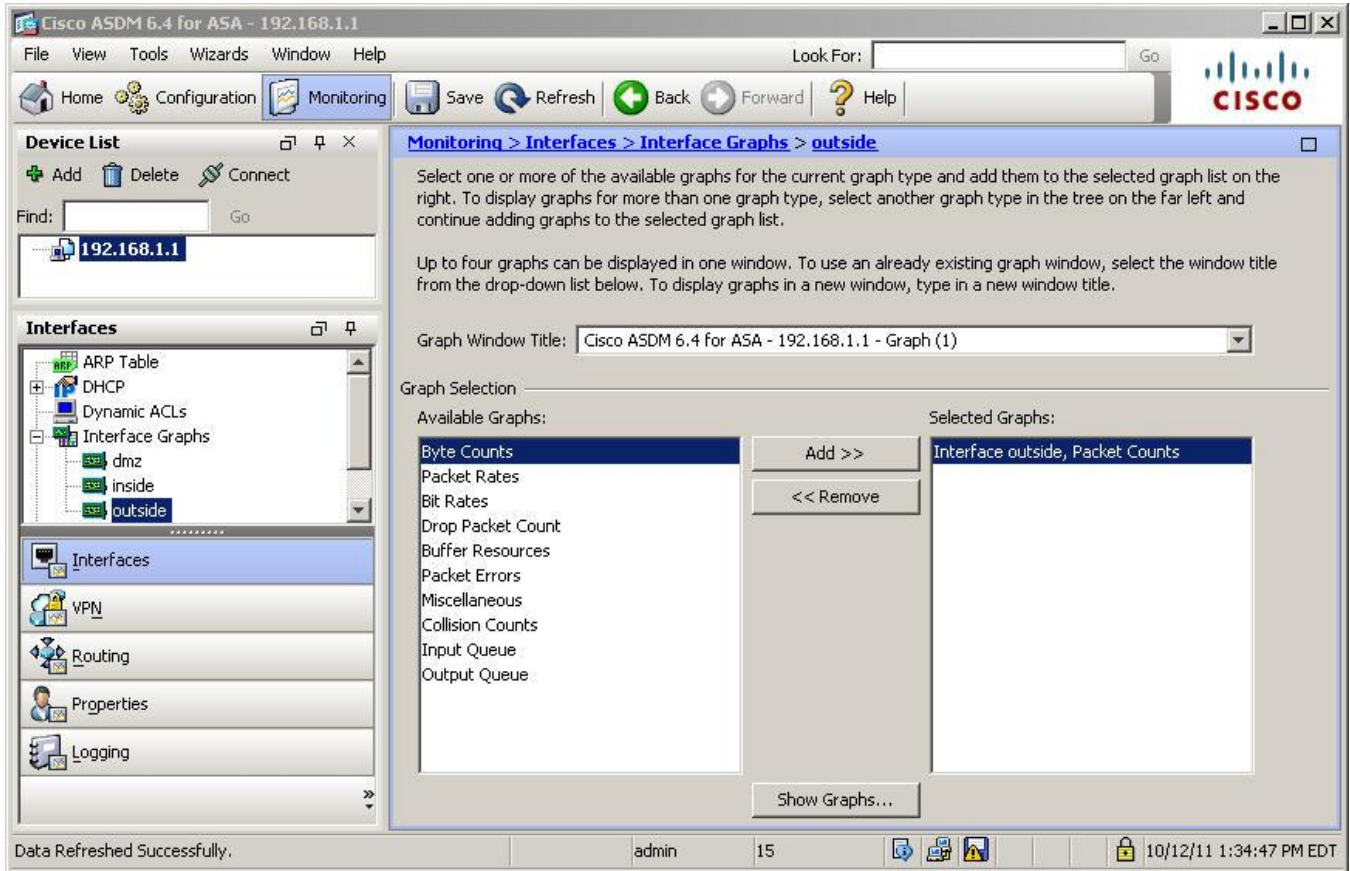 Cisco ASDM 6.4 for ASA - 192.168.1.1
File View Tools Wizards Window Help
Look For:
Go
CISCO
Home Configuration Monitoring Save Refresh Back Forward Help
Device List
Add Delete Connect
Find:
Go
192.168.1.1
Interfaces
ARP ARP Table
DHCP
Dynamic ACLs
Interface Graphs
dmz
inside
outside
Interfaces
VPN
Routing
Properties
Logging
Monitoring > Interfaces > Interface Graphs > outside
Select one or more of the available graphs for the current graph type and add them to the selected graph list on the
right. To display graphs for more than one graph type, select another graph type in the tree on the far left and
continue adding graphs to the selected graph list.
Up to four graphs can be displayed in one window. To use an already existing graph window, select the window title
from the drop-down list below. To display graphs in a new window, type in a new window title.
Graph Window Title: Cisco ASDM 6.4 for ASA - 192.168.1.1 - Graph (1)
Graph Selection
Available Graphs:
Byte Counts
Packet Rates
Bit Rates
Drop Packet Count
Buffer Resources
Packet Errors
Miscellaneous
Collision Counts
Input Queue
Output Queue
Add >>
<< Remove
Selected Graphs:
Interface outside, Packet Counts
Show Graphs...
Data Refreshed Successfully.
admin
15
10/12/11 1:34:47 PM EDT